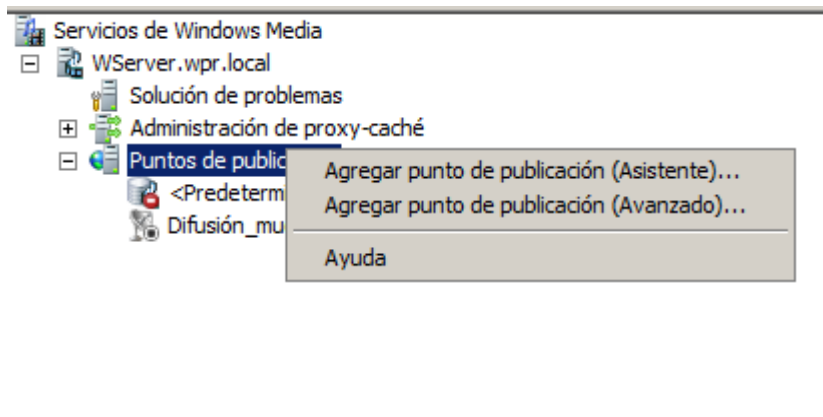 Servicios de Windows Media
WServer.wpr.local
Solución de problemas
Administración de proxy-caché
Puntos de public
Agregar punto de publicación (Asistente)...
<Predeterm
Agregar punto de publicación (Avanzado)...
Difusión_mu
Ayuda